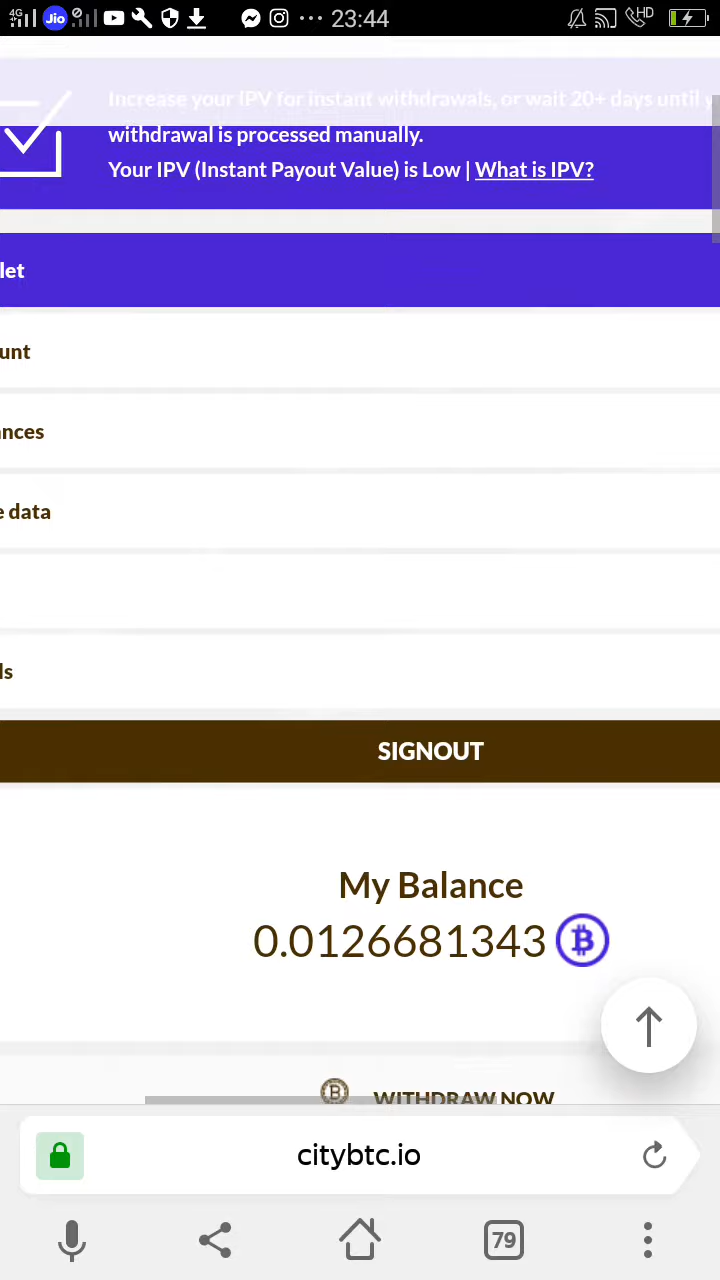 4G Jio 23:44 HD
Increase your IPV for instant withdrawals, or wait 20+ days until
withdrawal is processed manually.
Your IPV (Instant Payout Value) is Low | What is IPV?
let
unt
nces
e data
ls
SIGNOUT
My Balance
0.0126681343
WITHDRAW NOW
citybtc.io
79